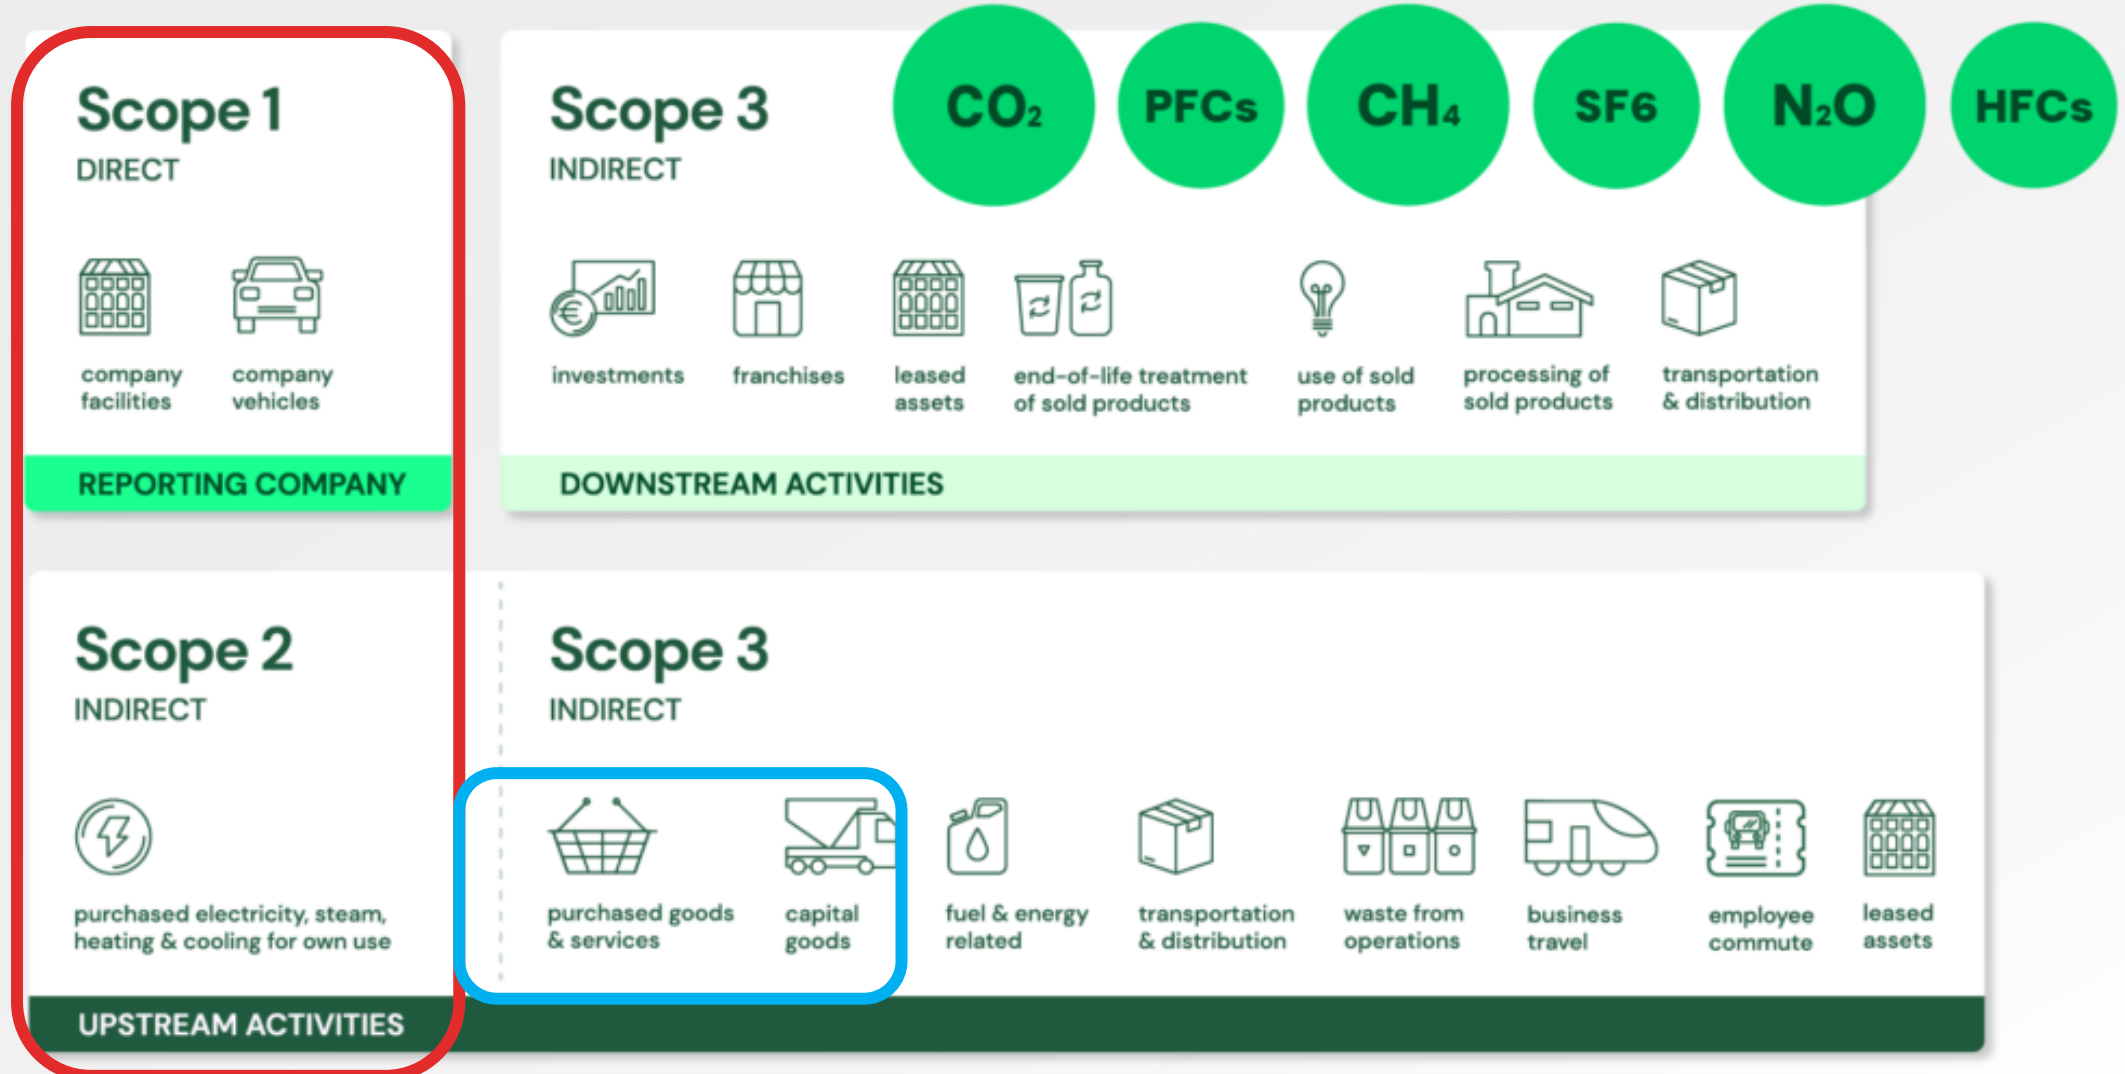 Scope 1
DIRECT
company
facilities
company
vehicles
REPORTING COMPANY
Scope 3
INDIRECT
CO₂
PFCs
CH₄
SF6
N₂O
HFCs
investments
franchises
leased
assets
end-of-life treatment
of sold products
use of sold
products
processing of
sold products
transportation
& distribution
DOWNSTREAM ACTIVITIES
Scope 2
INDIRECT
purchased electricity, steam,
heating & cooling for own use
Scope 3
INDIRECT
purchased goods
& services
capital
goods
fuel & energy
related
transportation
& distribution
waste from
operations
business
travel
employee
commute
leased
assets
UPSTREAM ACTIVITIES